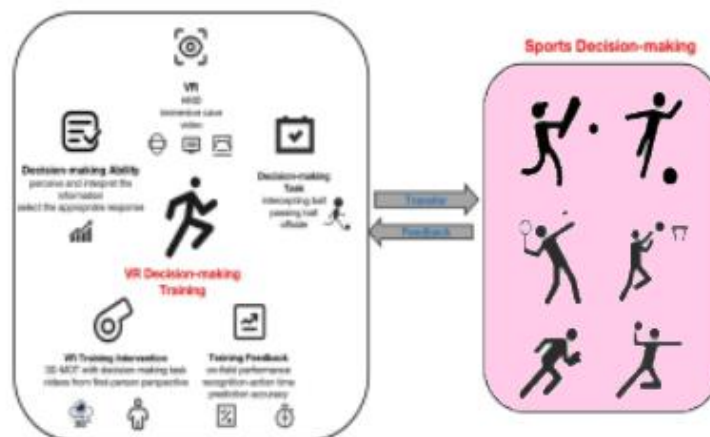 Sports Decision-making
VR
HMD
immersive cave
video
Decision-making Ability
perceive and interpret the
information
select the appropriate response
Decision-making
Task
intercepting ball
passing ball
offside
Transfer
Feedback
VR Decision-making
Training
VR Training Intervention
3D-MOT with decision making task
videos from first-person perspective
Training Feedback
on-field performance
recognition-action time
prediction accuracy